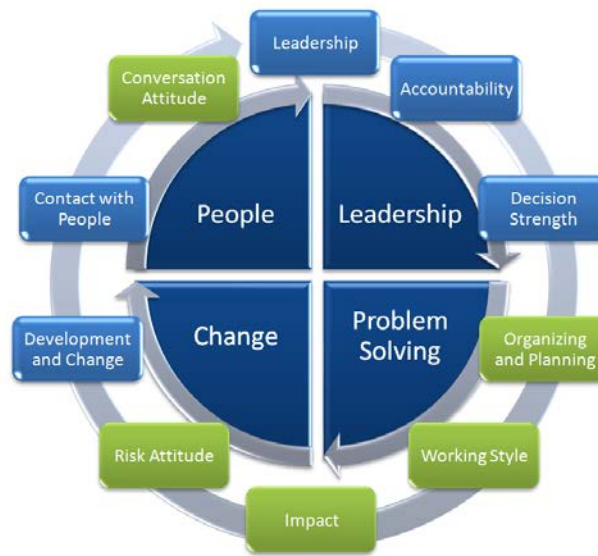 Leadership
Accountability
Decision
Strength
Organizing
and Planning
Working Style
Impact
Risk Attitude
Development
and Change
Contact with
People
Conversation
Attitude
People
Leadership
Change
Problem
Solving